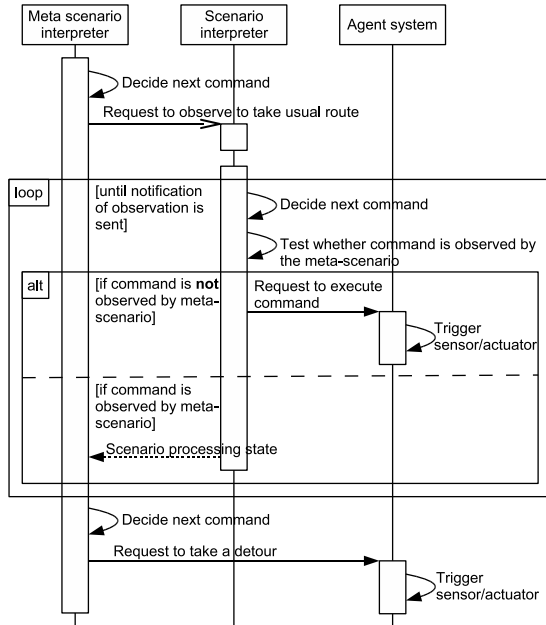 Meta scenario
interpreter
Scenario
interpreter
Agent system
Decide next command
Request to observe to take usual route
loop
[until notification
of observation is
sent]
Decide next command
Test whether command is observed by
the meta-scenario
alt
[if command is not
observed by meta-
scenario]
Request to execute
command
Trigger
sensor/actuator
[if command is
observed by meta-
scenario]
Scenario processing state
Decide next command
Request to take a detour
Trigger
sensor/actuator